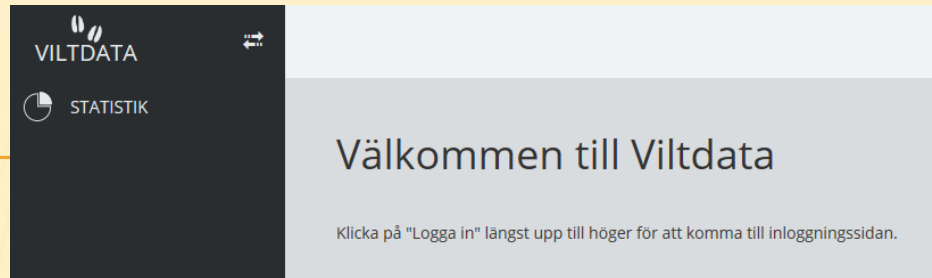 VILTDATA
STATISTIK
Välkommen till Viltdata
Klicka på "Logga in" längst upp till höger för att komma till inloggningssidan.